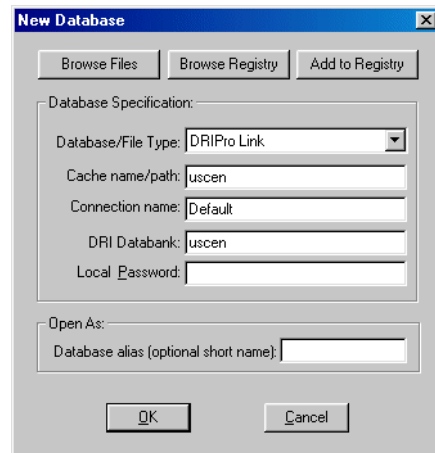 New Database
Browse Files Browse Registry Add to Registry
Database Specification:
Database/File Type: DRIPro Link
Cache name/path: uscen
Connection name: Default
DRI Databank: uscen
Local Password:
Open As:
Database alias (optional short name):
OK Cancel